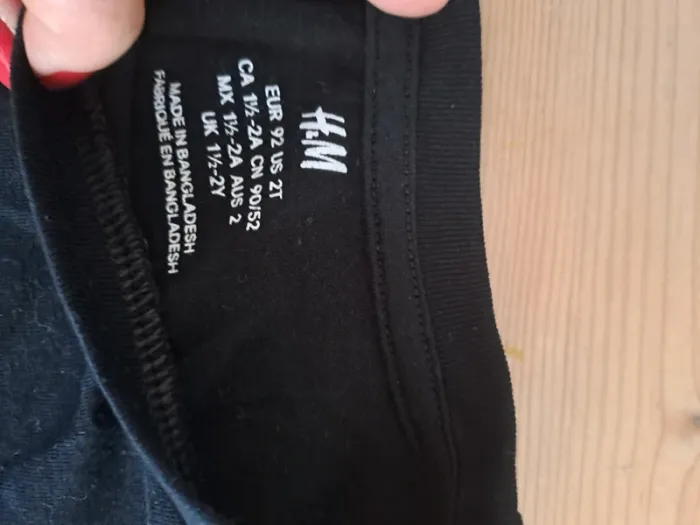 H&M
EUR 92 US 2T
CA 1½-2A CN 90/52
MX 1½-2A AUS 2
UK 1½-2Y
MADE IN BANGLADESH
FABRIQUÉ EN BANGLADESH